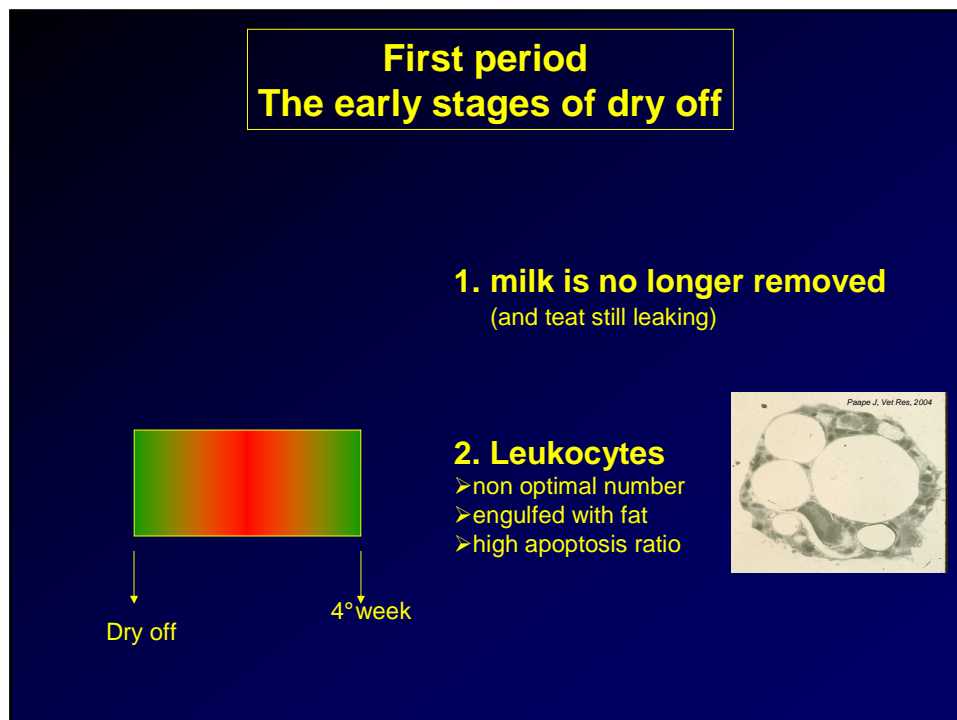 First period
The early stages of dry off
1. milk is no longer removed
(and teat still leaking)
Paape J, Vet Res, 2004
2. Leukocytes
➢non optimal number
➢engulfed with fat
➢high apoptosis ratio
4°week
Dry off